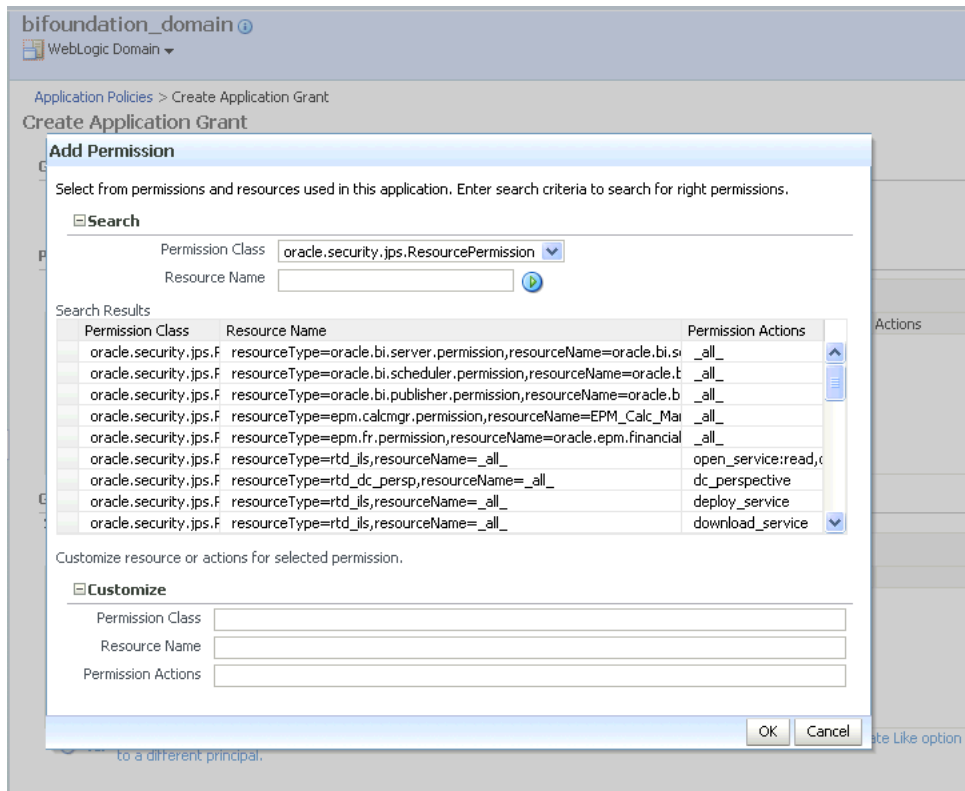 bifoundation_domain
WebLogic Domain
Application Policies > Create Application Grant
Create Application Grant
Add Permission
Select from permissions and resources used in this application. Enter search criteria to search for right permissions.
Search
Permission Class oracle.security.jps.ResourcePermission
Resource Name
Search Results
Permission Class Resource Name Permission Actions
Actions
oracle.security.jps.F resourceType=oracle.bi.server.permission,resourceName=oracle.bi.s _all_
oracle.security.jps.F resourceType=oracle.bi.scheduler.permission,resourceName=oracle.b _all_
oracle.security.jps.F resourceType=oracle.bi.publisher.permission,resourceName=oracle.b _all_
oracle.security.jps.F resourceType=epm.calcmgr.permission,resourceName=EPM_Calc_Ma _all_
oracle.security.jps.F resourceType=epm.fr.permission,resourceName=oracle.epm.financial _all_
oracle.security.jps.F resourceType=rtd_ils,resourceName=_all_ open_service:read,
oracle.security.jps.F resourceType=rtd_dc_persp,resourceName=_all_ dc_perspective
oracle.security.jps.F resourceType=rtd_ils,resourceName=_all_ deploy_service
oracle.security.jps.F resourceType=rtd_ils,resourceName=_all_ download_service
Customize resource or actions for selected permission.
Customize
Permission Class
Resource Name
Permission Actions
OK Cancel
ate Like option
to a different principal.